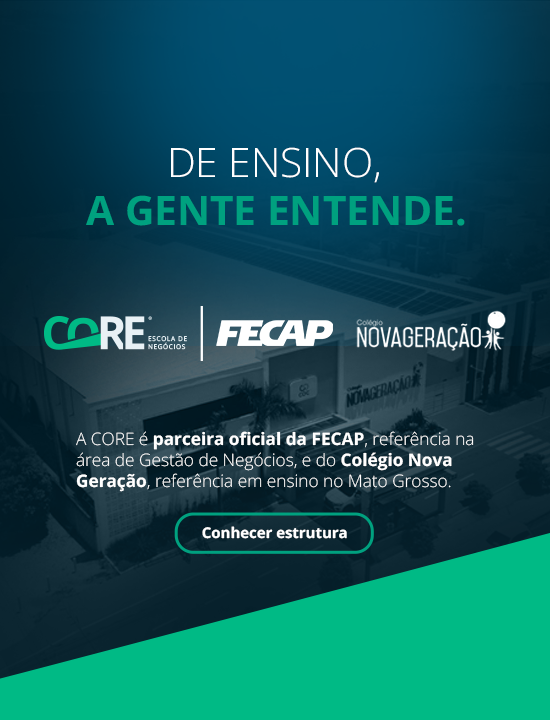 DE ENSINO,
A GENTE ENTENDE.
CORE
ESCOLA DE
NEGÓCIOS
FECAP
Colégio
NOVAGERAÇÃO
NOVAGERAÇÃO
A CORE é parceira oficial da FECAP, referência na
área de Gestão de Negócios, e do Colégio Nova
Geração, referência em ensino no Mato Grosso.
Conhecer estrutura